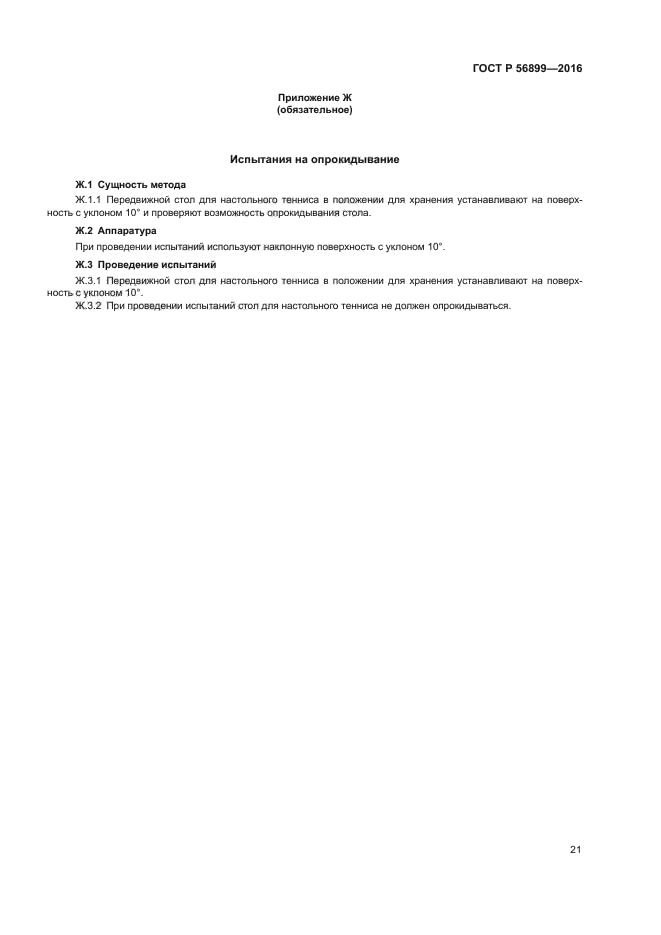 ГОСТ Р 56899—2016
Приложение Ж
(обязательное)
Испытания на опрокидывание
Ж.1 Сущность метода
Ж.1.1 Передвижной стол для настольного тенниса в положении для хранения устанавливают на поверх-
ность с уклоном 10° и проверяют возможность опрокидывания стола.
Ж.2 Аппаратура
При проведении испытаний используют наклонную поверхность с уклоном 10°.
Ж.3 Проведение испытаний
Ж.3.1 Передвижной стол для настольного тенниса в положении для хранения устанавливают на поверх-
ность с уклоном 10°.
Ж.3.2 При проведении испытаний стол для настольного тенниса не должен опрокидываться.
21